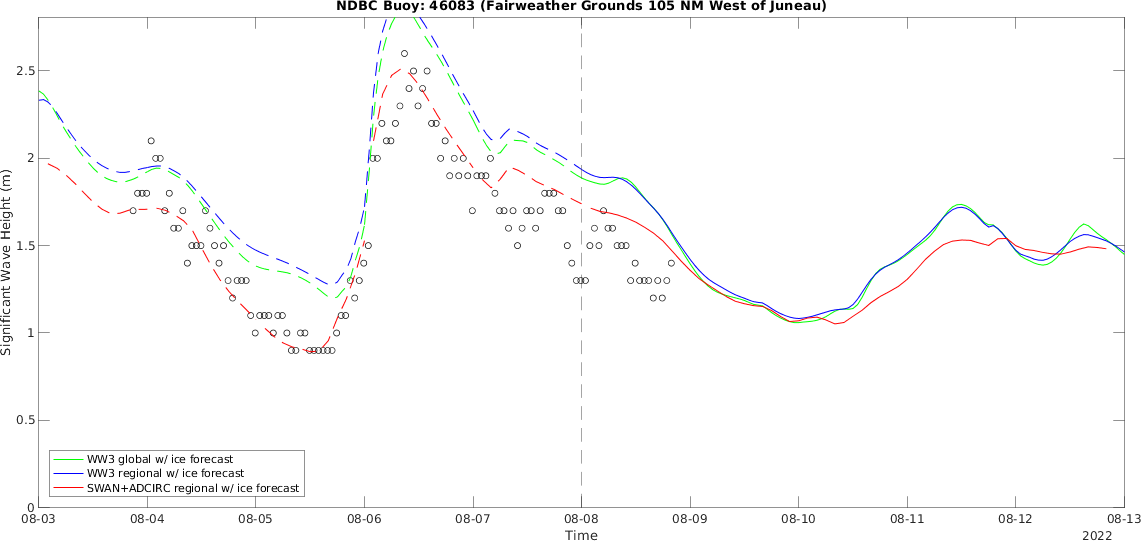 NDBC Buoy: 46083 (Fairweather Grounds 105 NM West of Juneau)
Significant Wave Height (m)
2.5
2
1.5
1
0.5
0
WW3 global w/ ice forecast
WW3 regional w/ ice forecast
SWAN+ADCIRC regional w/ ice forecast
08-03 08-04 08-05 08-06 08-07 08-08 08-09 08-10 08-11 08-12 08-13
Time
2022